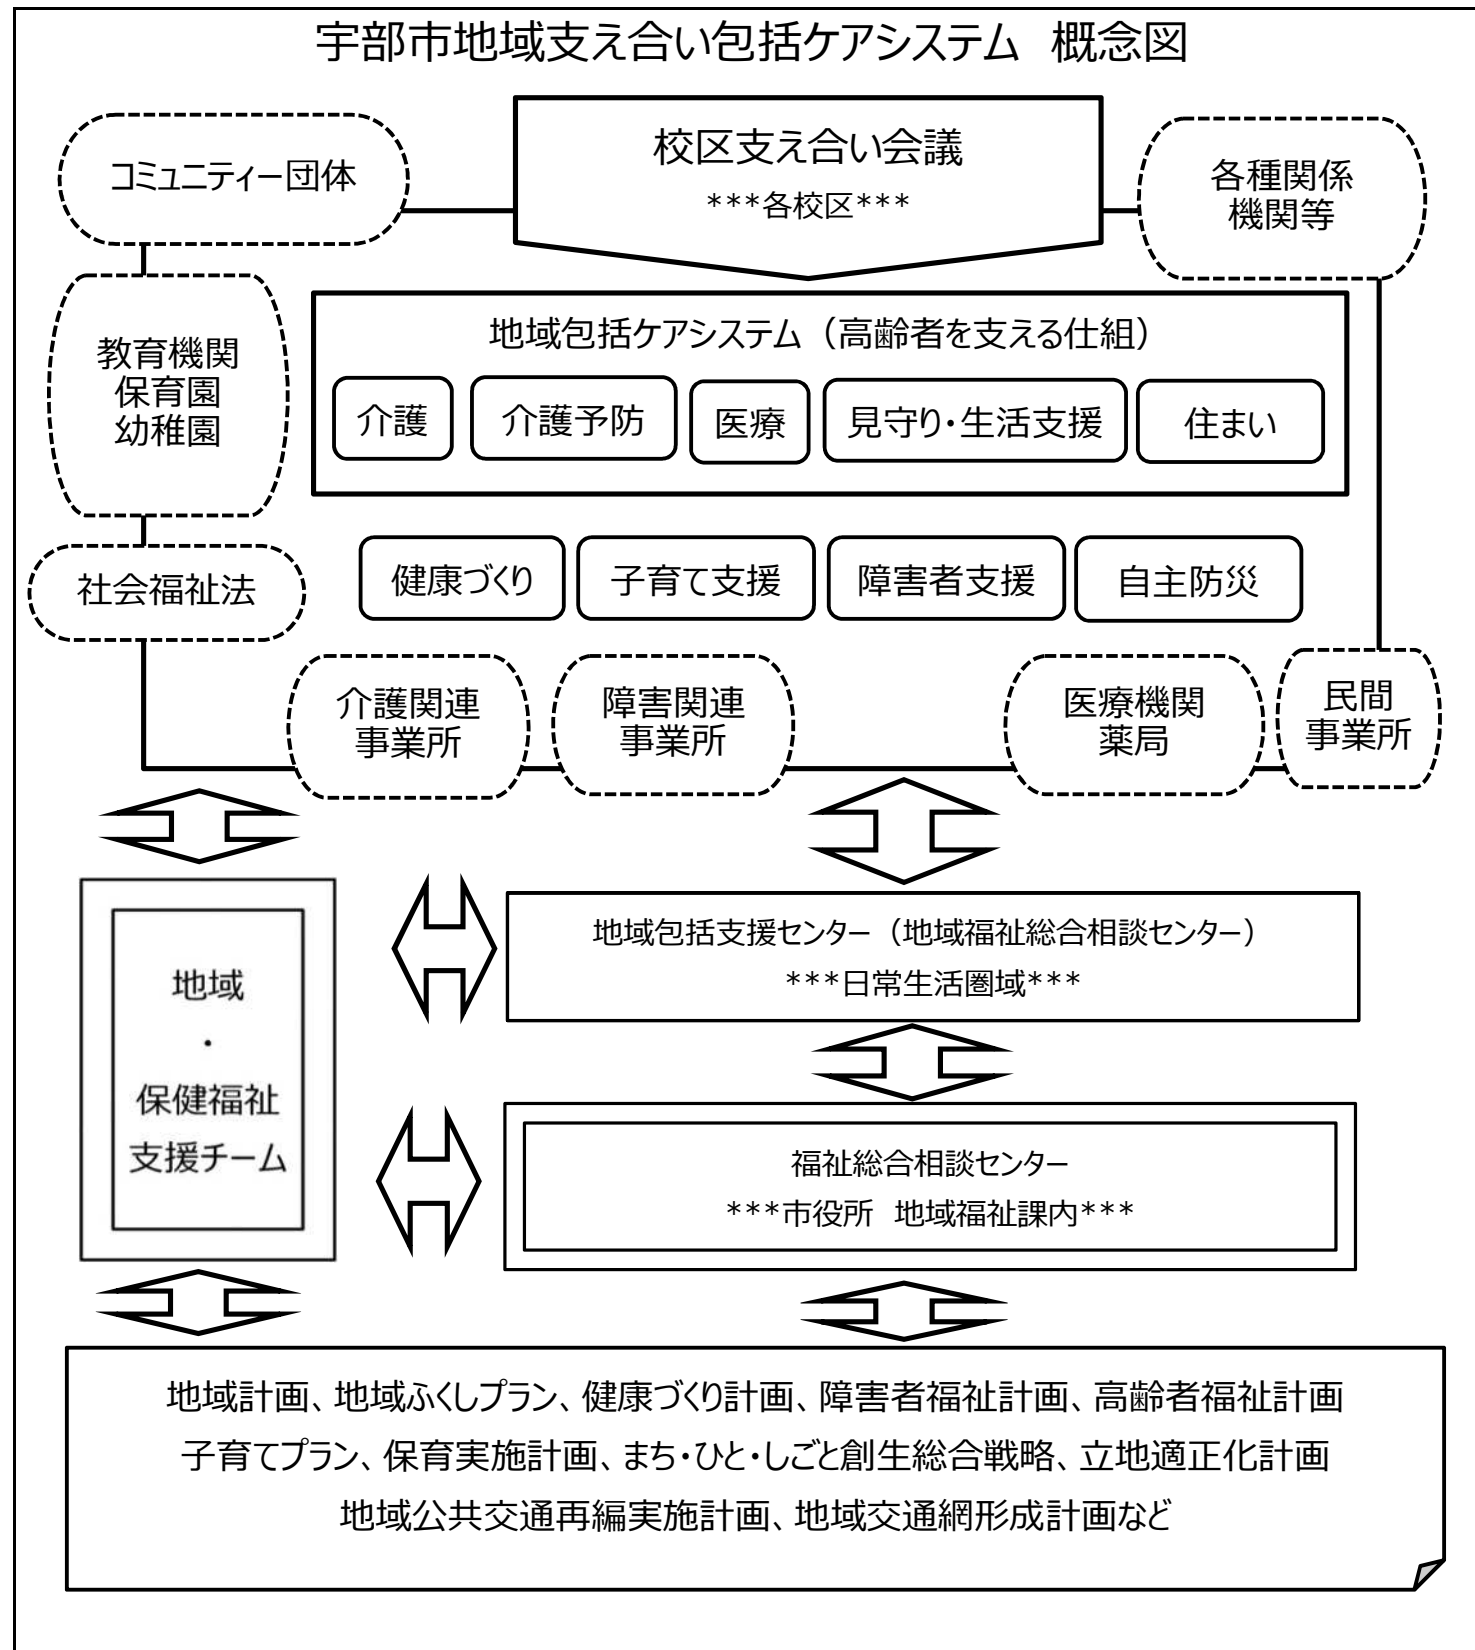 宇部市地域支え合い包括ケアシステム　概念図
校区支え合い会議
***各校区***
コミュニティー団体
各種関係
機関等
教育機関
保育園
幼稚園
地域包括ケアシステム（高齢者を支える仕組）
介護
介護予防
医療
見守り・生活支援
住まい
社会福祉法
健康づくり
子育て支援
障害者支援
自主防災
介護関連
事業所
障害関連
事業所
医療機関
薬局
民間
事業所
地域
・
保健福祉
支援チーム
地域包括支援センター（地域福祉総合相談センター）
***日常生活圏域***
福祉総合相談センター
***市役所　地域福祉課内***
地域計画、地域ふくしプラン、健康づくり計画、障害者福祉計画、高齢者福祉計画
子育てプラン、保育実施計画、まち・ひと・しごと創生総合戦略、立地適正化計画
地域公共交通再編実施計画、地域交通網形成計画など